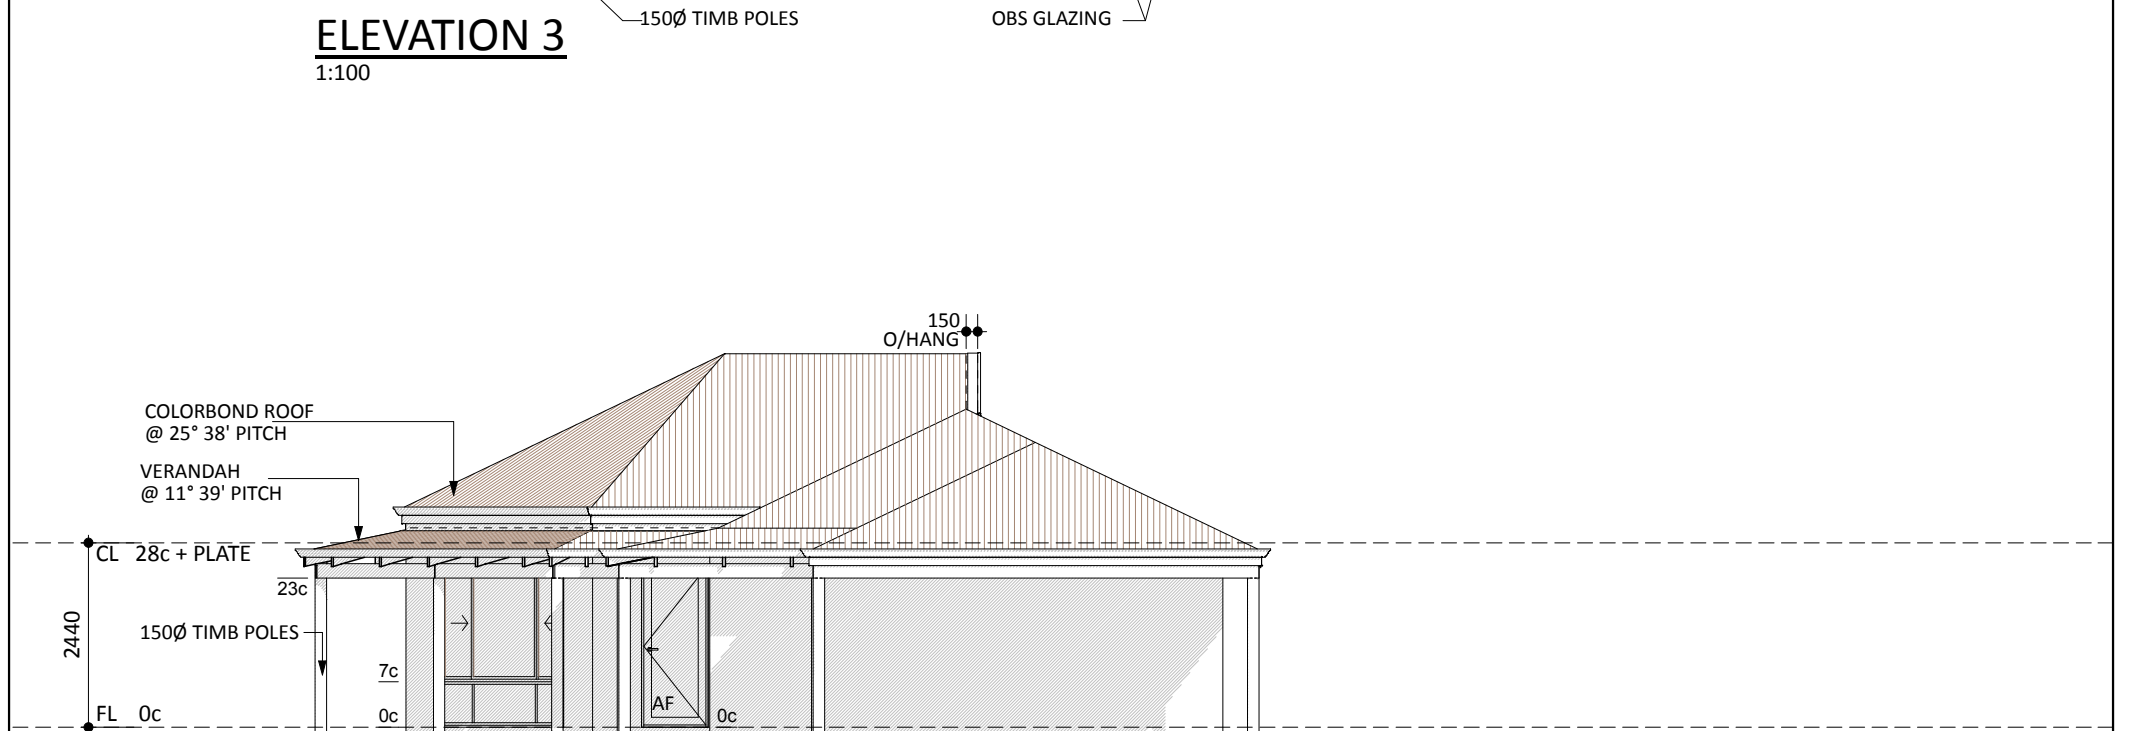 150Ø TIMB POLES
OBS GLAZING
ELEVATION 3
1:100
150
O/HANG
COLORBOND ROOF
@ 25° 38' PITCH
VERANDAH
@ 11° 39' PITCH
CL 28c + PLATE
23c
2440
150Ø TIMB POLES
7c
AF
FL 0c
0c
0c